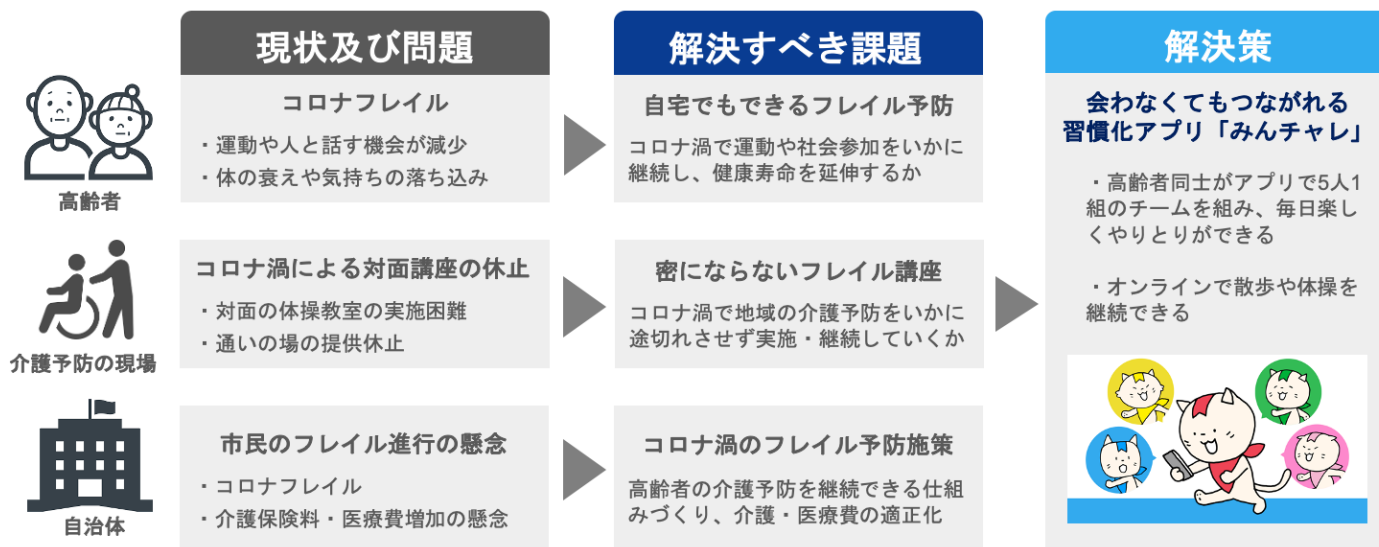 現状及び問題
解決すべき課題
解決策
高齢者
コロナフレイル
・運動や人と話す機会が減少
・体の衰えや気持ちの落ち込み
自宅でもできるフレイル予防
コロナ渦で運動や社会参加をいかに
継続し、健康寿命を延伸するか
介護予防の現場
コロナ渦による対面講座の休止
・対面の体操教室の実施困難
・通いの場の提供休止
密にならないフレイル講座
コロナ渦で地域の介護予防をいかに
途切れさせず実施・継続していくか
自治体
市民のフレイル進行の懸念
・コロナフレイル
・介護保険料・医療費増加の懸念
コロナ渦のフレイル予防施策
高齢者の介護予防を継続できる仕組
みづくり、介護・医療費の適正化
会わなくてもつながれる
習慣化アプリ「みんチャレ」
・高齢者同士がアプリで5人1
組のチームを組み、毎日楽し
くやりとりができる
・オンラインで散歩や体操を
継続できる